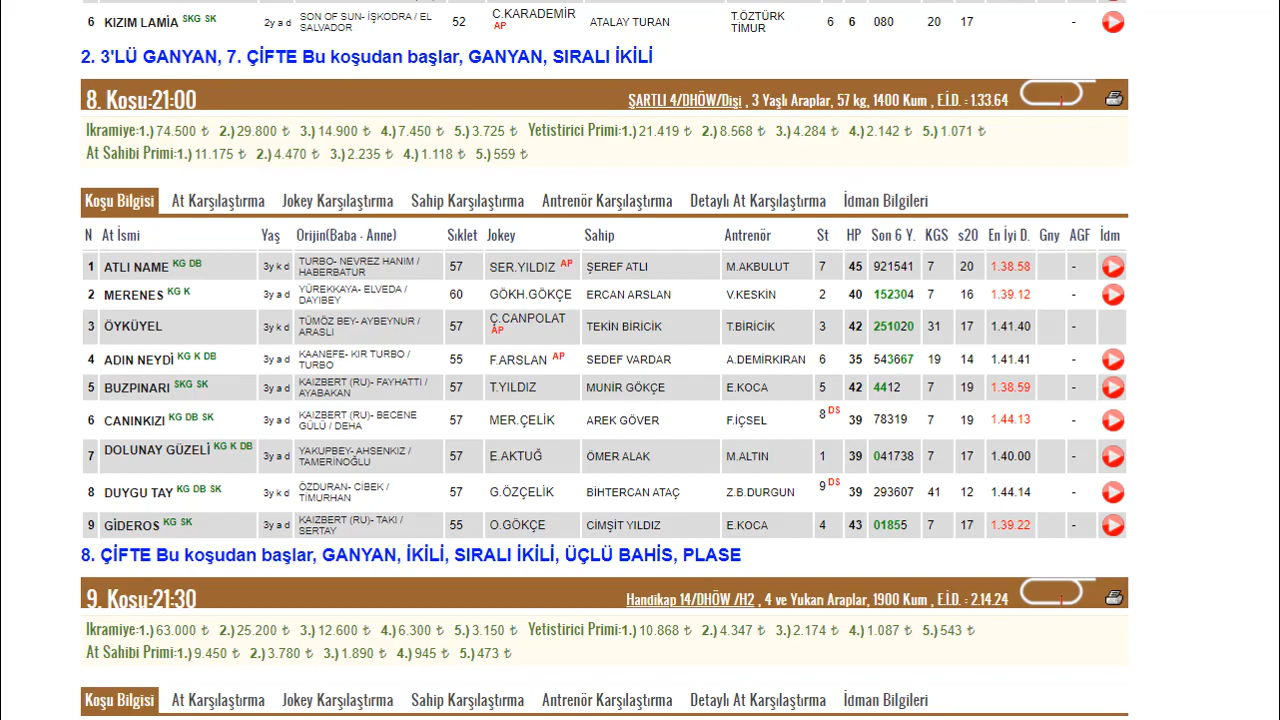 6 KIZIM LAMİA SKG SK 2y a d SON OF SUN- İŞKODRA / EL SALVADOR 52 C.KARADEMİR AP ATALAY TURAN T.ÖZTÜRK TİMUR 6 6 080 20 17 -
2. 3'LÜ GANYAN, 7. ÇİFTE Bu koşudan başlar, GANYAN, SIRALI İKİLİ
8. Koşu:21:00 ŞARTLI 4/DHÖW/Dişi , 3 Yaşlı Araplar, 57 kg, 1400 Kum , E.İ.D. : 1.33.64
Ikramiye:1.) 74.500 ₺ 2.) 29.800 ₺ 3.) 14.900 ₺ 4.) 7.450 ₺ 5.) 3.725 ₺ Yetistirici Primi:1.) 21.419 ₺ 2.) 8.568 ₺ 3.) 4.284 ₺ 4.) 2.142 ₺ 5.) 1.071 ₺
At Sahibi Primi:1.) 11.175 ₺ 2.) 4.470 ₺ 3.) 2.235 ₺ 4.) 1.118 ₺ 5.) 559 ₺
Koşu Bilgisi At Karşılaştırma Jokey Karşılaştırma Sahip Karşılaştırma Antrenör Karşılaştırma Detaylı At Karşılaştırma İdman Bilgileri
N At İsmi Yaş Orijin(Baba - Anne) Sıklet Jokey Sahip Antrenör St HP Son 6 Y. KGS s20 En İyi D. Gny AGF İdm
1 ATLI NAME KG DB 3y k d TURBO- NEVREZ HANIM / HABERBATUR 57 SER.YILDIZ AP ŞEREF ATLI M.AKBULUT 7 45 921541 7 20 1.38.58 -
2 MERENES KG K 3y a d YÜREKKAYA- ELVEDA / DAYIBEY 60 GÖKH.GÖKÇE ERCAN ARSLAN V.KESKİN 2 40 152304 7 16 1.39.12 -
3 ÖYKÜYEL 3y k d TÜMÖZ BEY- AYBEYNUR / ARASLI 57 Ç.CANPOLAT AP TEKİN BİRİCİK T.BİRİCİK 3 42 251020 31 17 1.41.40 -
4 ADIN NEYDİ KG K DB 3y a d KAANEFE- KIR TURBO / TURBO 55 F.ARSLAN AP SEDEF VARDAR A.DEMİRKIRAN 6 35 543667 19 14 1.41.41 -
5 BUZPINARI SKG SK 3y a d KAIZBERT (RU)- FAYHATTI / AYABAKAN 57 T.YILDIZ MUNİR GÖKÇE E.KOCA 5 42 4412 7 19 1.38.59 -
6 CANINKIZI KG DB SK 3y a d KAIZBERT (RU)- BECENE GÜLÜ / DEHA 57 MER.ÇELİK AREK GÖVER F.İÇSEL 8 DS 39 78319 7 19 1.44.13 -
7 DOLUNAY GÜZELİ KG K DB 3y a d YAKUPBEY- AHSENKIZ / TAMERİNOĞLU 57 E.AKTUĞ ÖMER ALAK M.ALTIN 1 39 041738 7 17 1.40.00 -
8 DUYGU TAY KG DB SK 3y k d ÖZDURAN- CİBEK / TİMURHAN 57 G.ÖZÇELİK BİHTERCAN ATAÇ Z.B.DURGUN 9 DS 39 293607 41 12 1.44.14 -
9 GİDEROS KG SK 3y a d KAIZBERT (RU)- TAKI / SERTAY 55 O.GÖKÇE CİMŞİT YILDIZ E.KOCA 4 43 01855 7 17 1.39.22 -
8. ÇİFTE Bu koşudan başlar, GANYAN, İKİLİ, SIRALI İKİLİ, ÜÇLÜ BAHİS, PLASE
9. Koşu:21:30 Handikap 14/DHÖW /H2 , 4 ve Yukarı Araplar, 1900 Kum , E.İ.D. : 2.14.24
Ikramiye:1.) 63.000 ₺ 2.) 25.200 ₺ 3.) 12.600 ₺ 4.) 6.300 ₺ 5.) 3.150 ₺ Yetistirici Primi:1.) 10.868 ₺ 2.) 4.347 ₺ 3.) 2.174 ₺ 4.) 1.087 ₺ 5.) 543 ₺
At Sahibi Primi:1.) 9.450 ₺ 2.) 3.780 ₺ 3.) 1.890 ₺ 4.) 945 ₺ 5.) 473 ₺
Koşu Bilgisi At Karşılaştırma Jokey Karşılaştırma Sahip Karşılaştırma Antrenör Karşılaştırma Detaylı At Karşılaştırma İdman Bilgileri